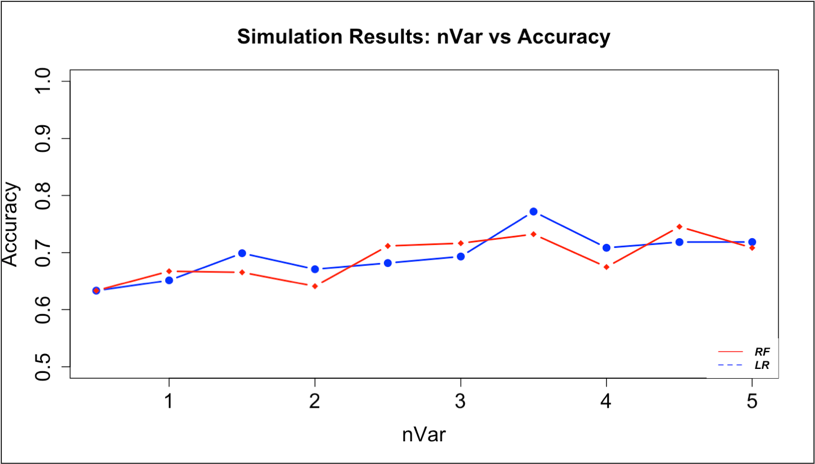 Simulation Results: nVar vs Accuracy
Accuracy
1.0
0.9
0.8
0.7
0.6
0.5
RF
LR
1 2 3 4 5
nVar